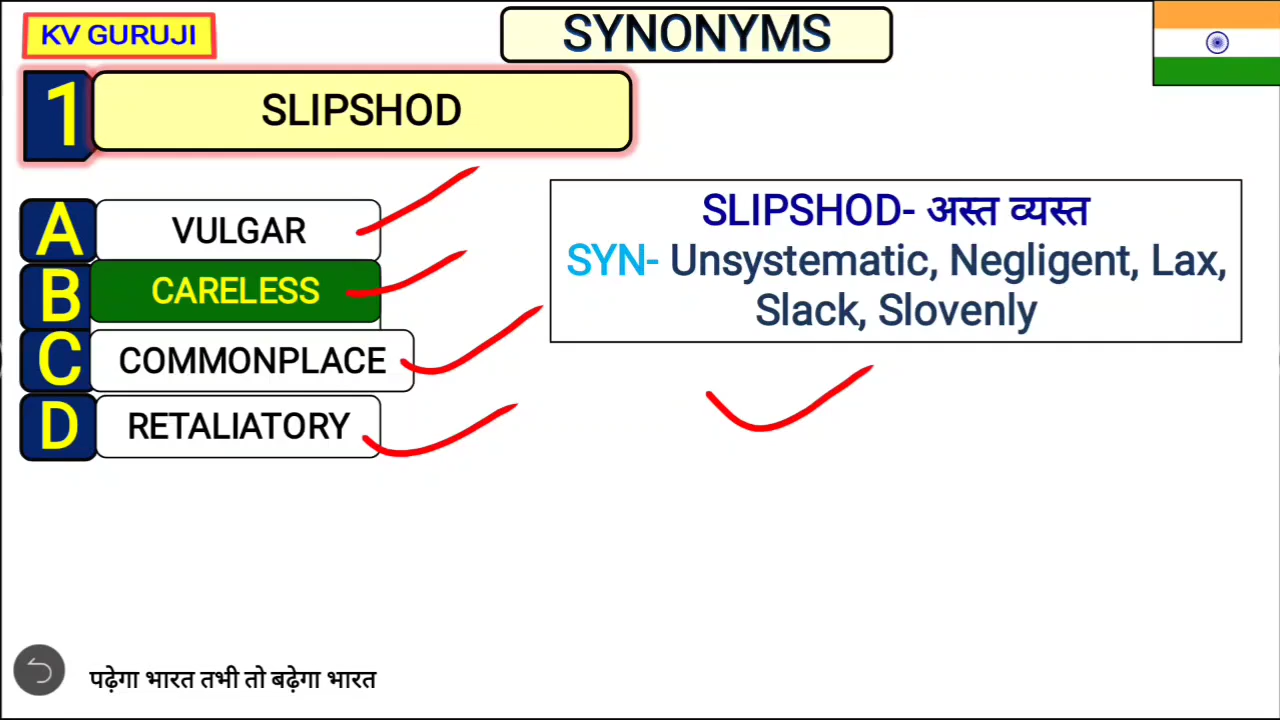 KV GURUJI
SYNONYMS
1
SLIPSHOD
A
VULGAR
B
CARELESS
C
COMMONPLACE
D
RETALIATORY
SLIPSHOD- अस्त व्यस्त
SYN- Unsystematic, Negligent, Lax,
Slack, Slovenly
पढ़ेगा भारत तभी तो बढ़ेगा भारत